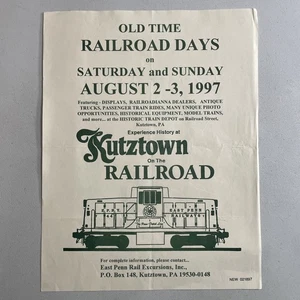 OLD TIME
RAILROAD DAYS
on
SATURDAY and SUNDAY
AUGUST 2 -3, 1997
Featuring - DISPLAYS, RAILROADIANNA DEALERS, ANTIQUE
TRUCKS, PASSENGER TRAIN RIDES, MANY UNIQUE PHOTO
OPPORTUNITIES, HISTORICAL EQUIPMENT, MODEL TRAINS,
and more... at the HISTORIC TRAIN DEPOT on Railroad Street,
Kutztown, PA
Experience History at
Kutztown
On The
RAILROAD
EAST PENN
RAILWAYS
For complete information, please contact...
East Penn Rail Excursions, Inc.,
P.O. Box 148, Kutztown, PA 19530-0148